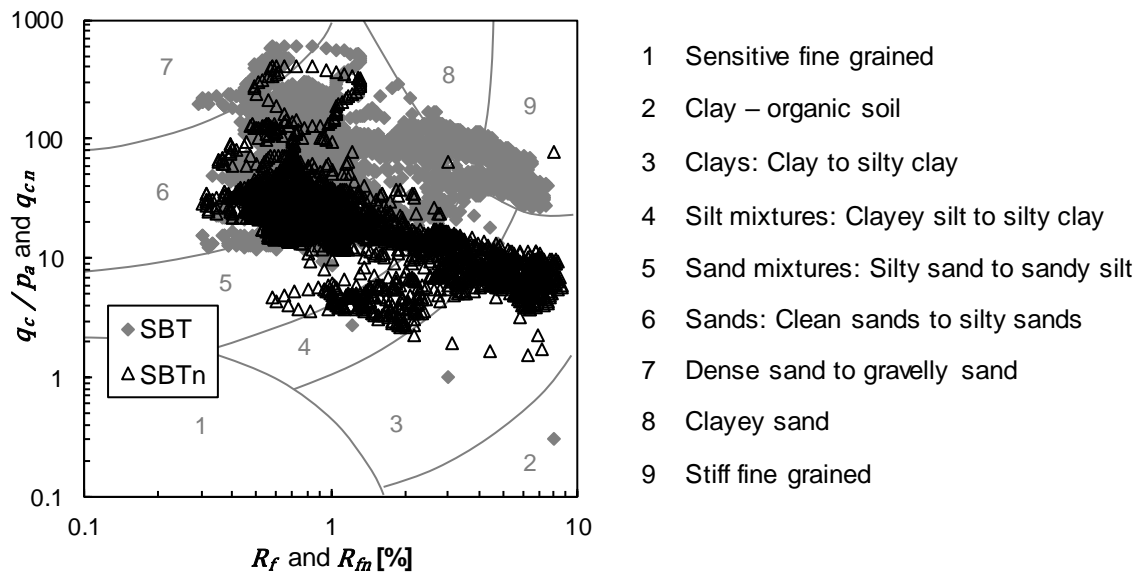 1000
100
10
1
0.1
0.1
1
10
q_c / p_a and q_cn
R_f and R_fn [%]
7
8
9
6
5
4
3
1
2
SBT
SBTn
1 Sensitive fine grained
2 Clay – organic soil
3 Clays: Clay to silty clay
4 Silt mixtures: Clayey silt to silty clay
5 Sand mixtures: Silty sand to sandy silt
6 Sands: Clean sands to silty sands
7 Dense sand to gravelly sand
8 Clayey sand
9 Stiff fine grained